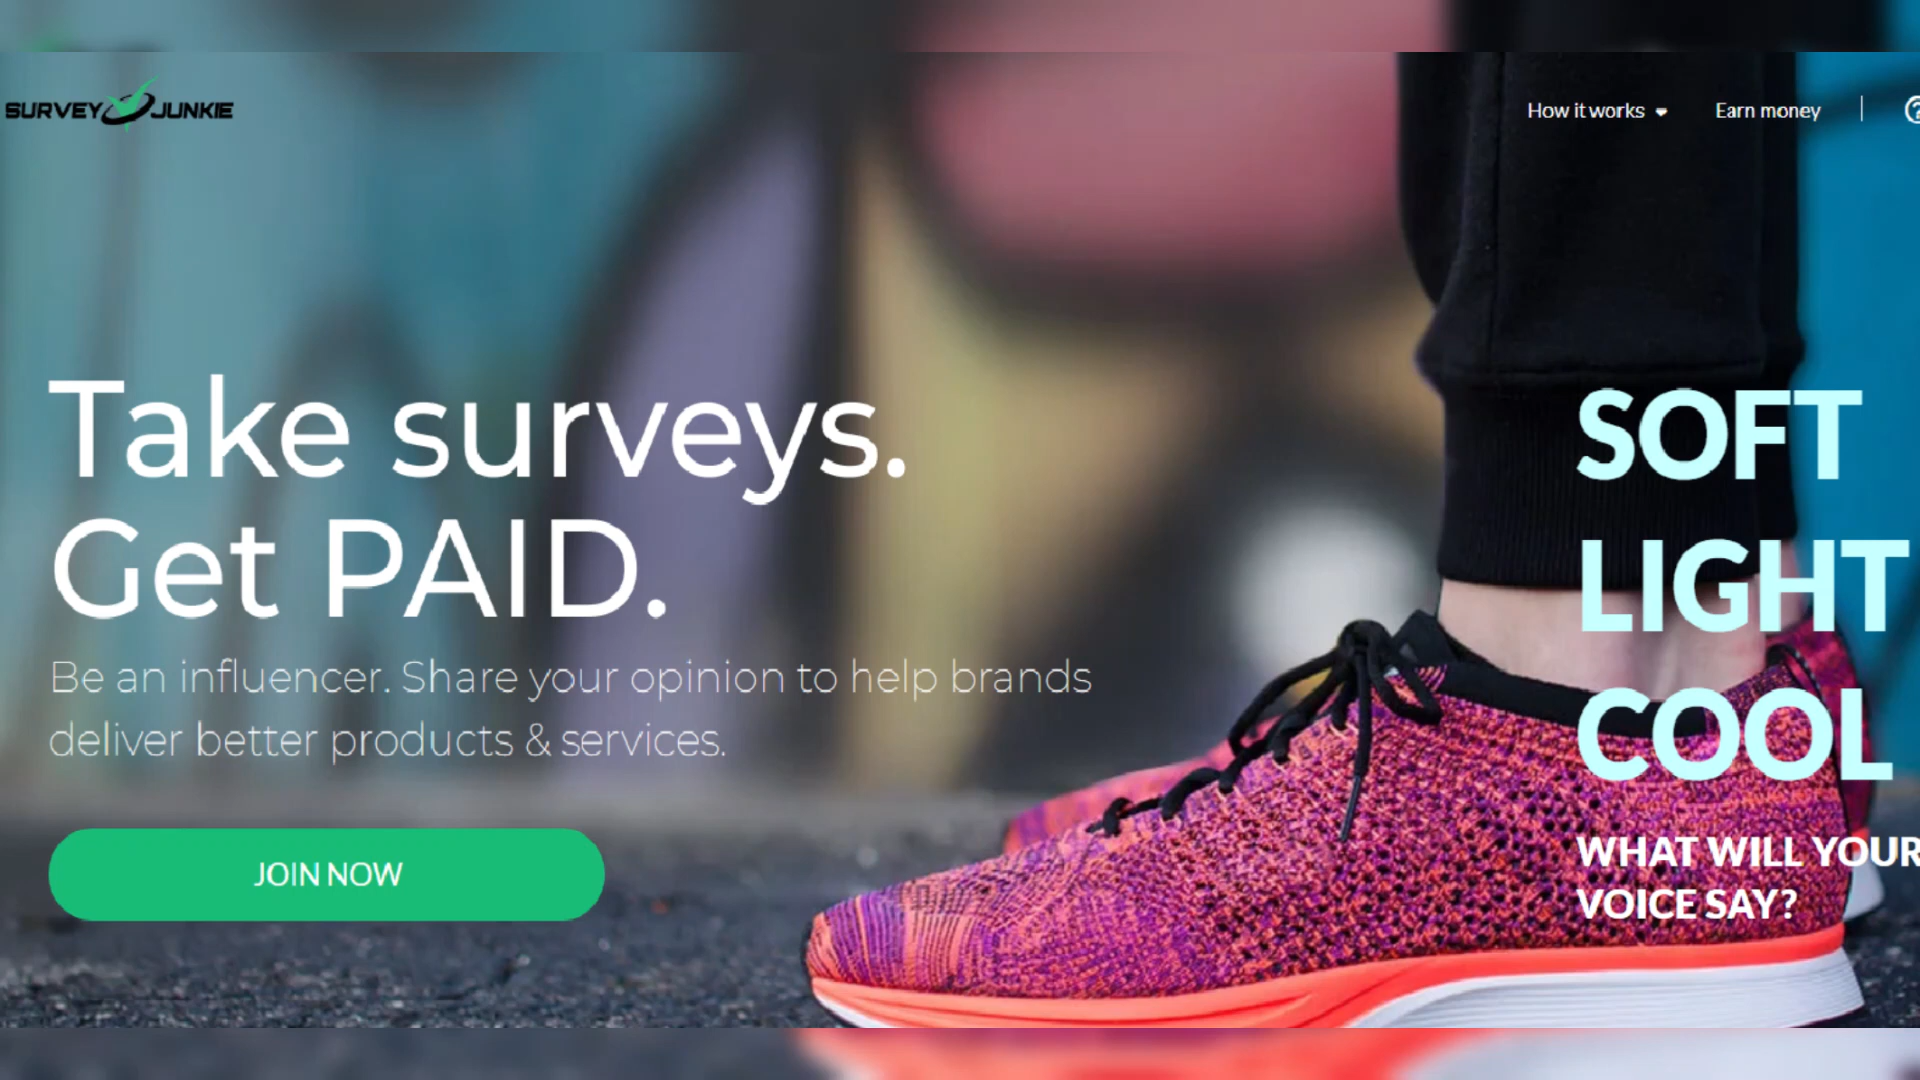 SURVEY JUNKIE
How it works
Earn money
Take surveys.
Get PAID.
Be an influencer. Share your opinion to help brands
deliver better products & services.
JOIN NOW
SOFT
LIGHT
COOL
WHAT WILL YOUR
VOICE SAY?